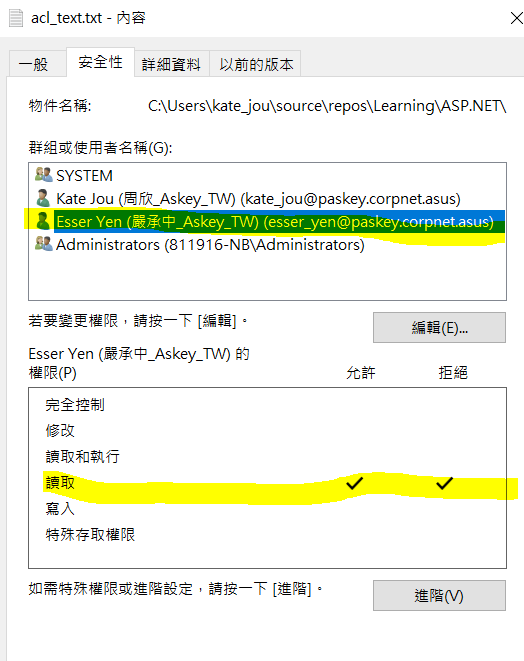 acl_text.txt - 內容
一般 安全性 詳細資料 以前的版本
物件名稱: C:\Users\kate_jou\source\repos\Learning\ASP.NET\
群組或使用者名稱(G):
SYSTEM
Kate Jou (周欣_Askey_TW) (kate_jou@paskey.corpnet.asus)
Esser Yen (嚴承中_Askey_TW) (esser_yen@paskey.corpnet.asus)
Administrators (811916-NB\Administrators)
若要變更權限，請按一下 [編輯]。
編輯(E)...
Esser Yen (嚴承中_Askey_TW) 的
權限(P) 允許 拒絕
完全控制
修改
讀取和執行
讀取
寫入
特殊存取權限
如需特殊權限或進階設定，請按一下 [進階]。
進階(V)